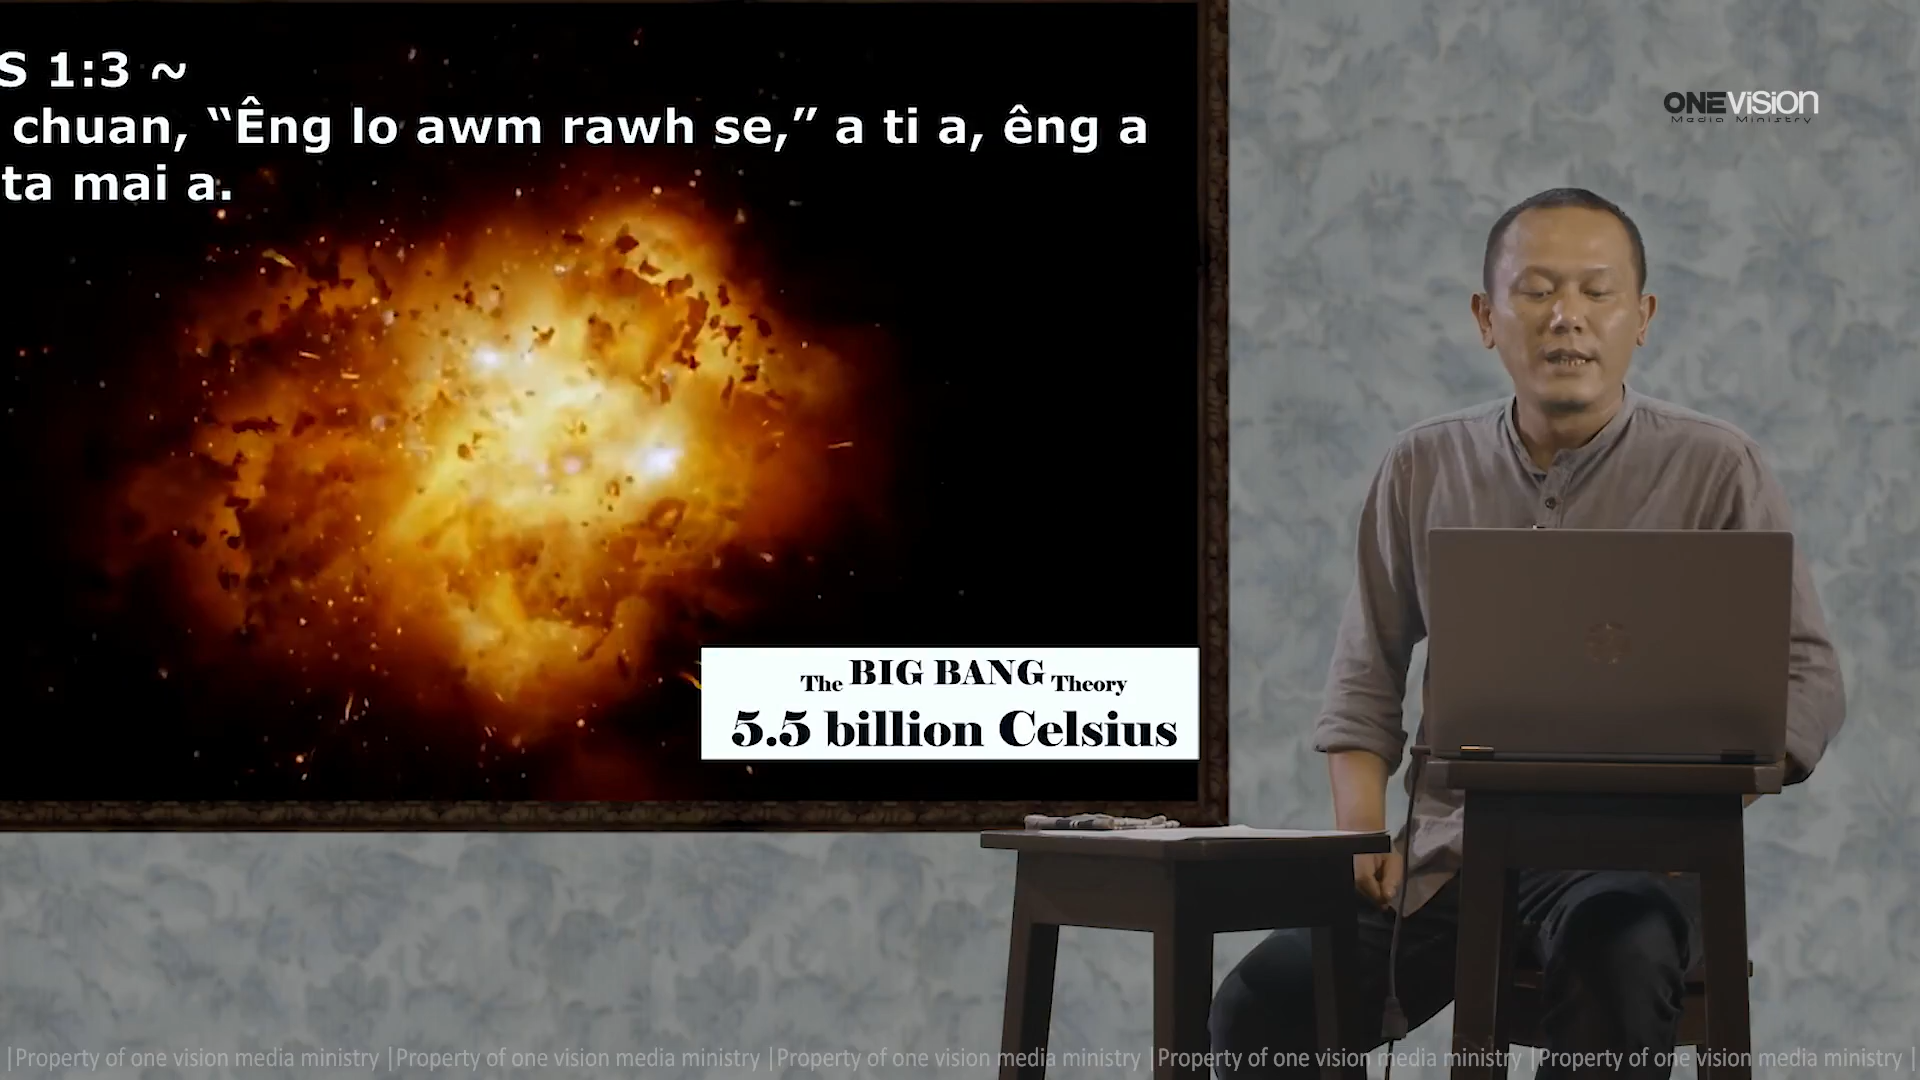 S 1:3 ~
chuan, “Êng lo awm rawh se,” a ti a, êng a
ta mai a.
ONEVision
Media Ministry
The BIG BANG Theory
5.5 billion Celsius
|Property of one vision media ministry |Property of one vision media ministry |Property of one vision media ministry |Property of one vision media ministry |Property of one vision media ministry |